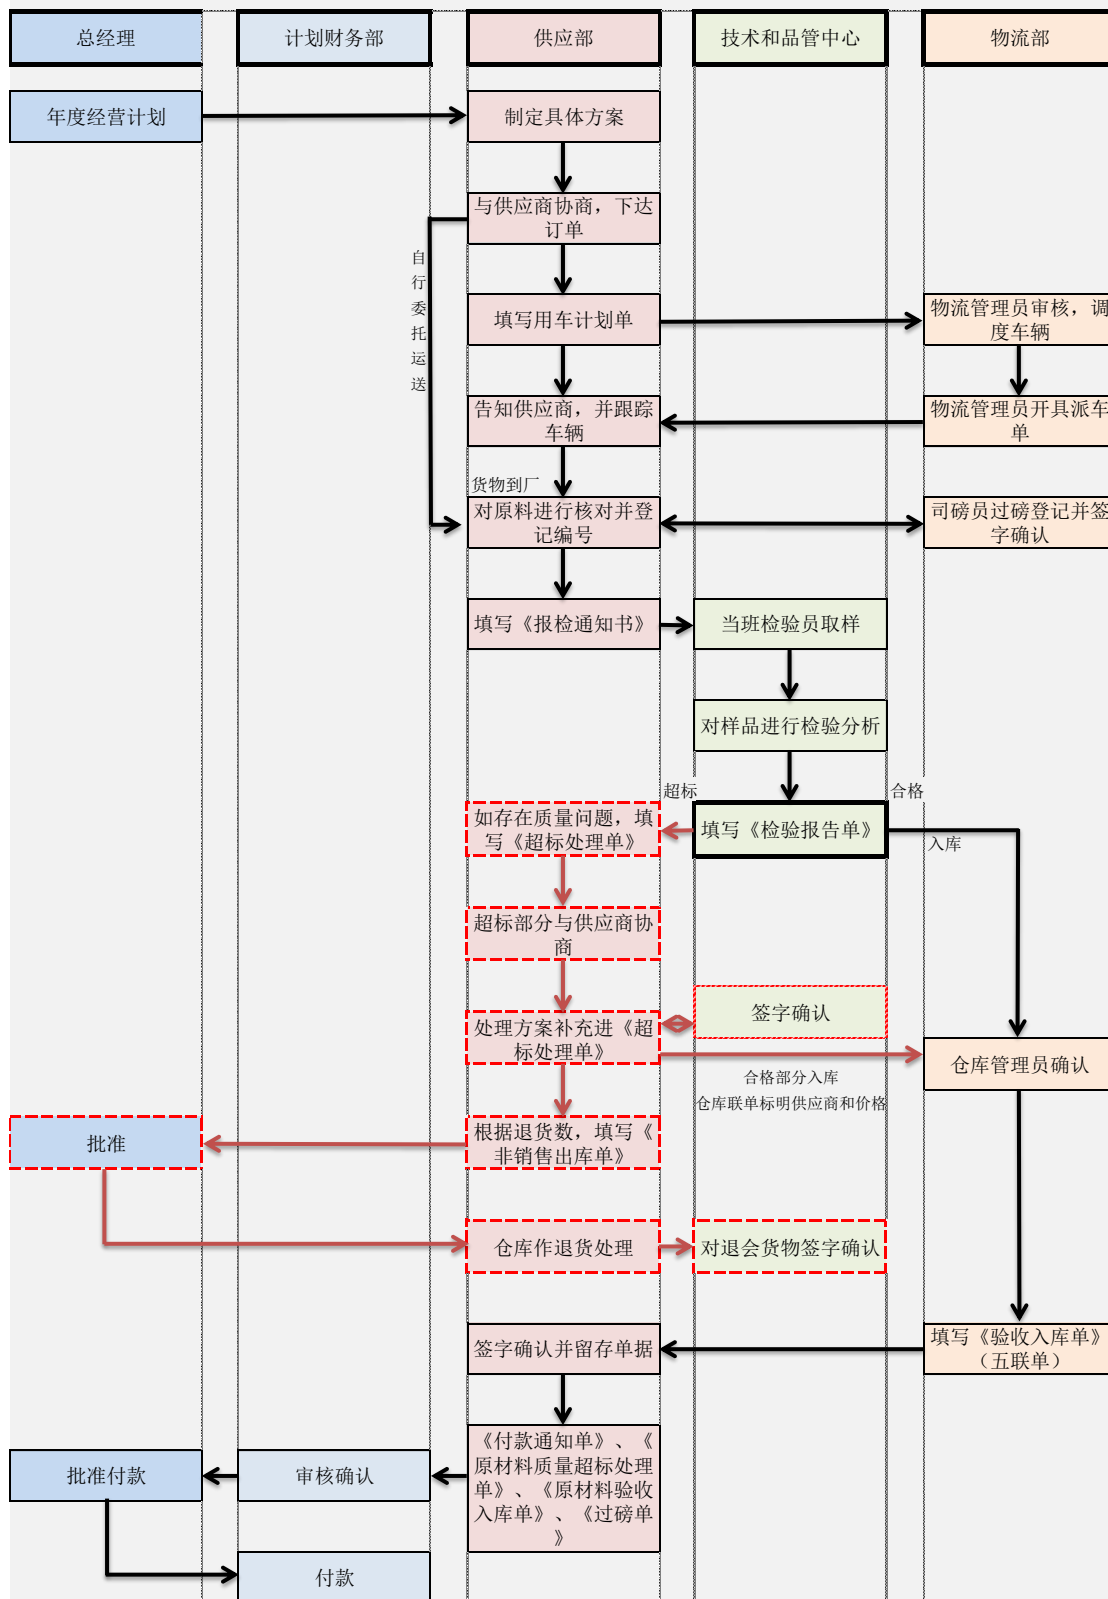 总经理
计划财务部
供应部
技术和品管中心
物流部
年度经营计划
制定具体方案
与供应商协商，下达
订单
自
行
委
托
运
送
填写用车计划单
物流管理员审核，调
度车辆
告知供应商，并跟踪
车辆
物流管理员开具派车
单
货物到厂
对原料进行核对并登
记编号
司磅员过磅登记并签
字确认
填写《报检通知书》
当班检验员取样
对样品进行检验分析
超标
合格
如存在质量问题，填
写《超标处理单》
填写《检验报告单》
入库
超标部分与供应商协
商
处理方案补充进《超
标处理单》
签字确认
仓库管理员确认
合格部分入库
仓库联单标明供应商和价格
批准
根据退货数，填写《
非销售出库单》
仓库作退货处理
对退会货物签字确认
签字确认并留存单据
填写《验收入库单》
（五联单）
《付款通知单》、《
原材料质量超标处理
单》、《原材料验收
入库单》、《过磅单
》
审核确认
批准付款
付款